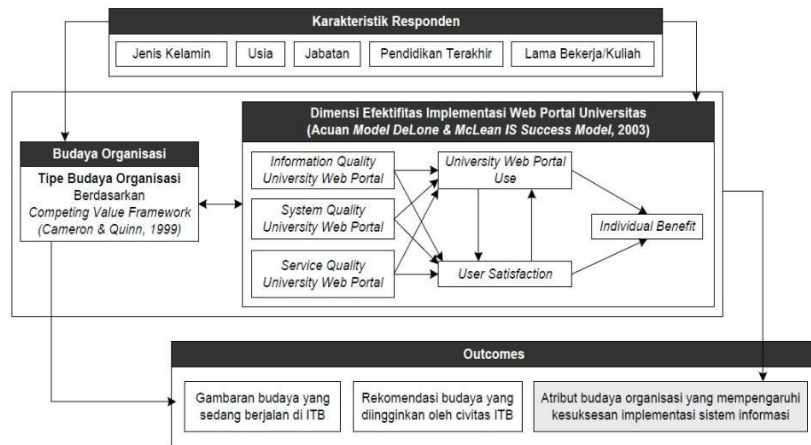 Karakteristik Responden
Jenis Kelamin
Usia
Jabatan
Pendidikan Terakhir
Lama Bekerja/Kuliah
Dimensi Efektifitas Implementasi Web Portal Universitas
(Acuan Model DeLone & McLean IS Success Model, 2003)
Budaya Organisasi
Tipe Budaya Organisasi
Berdasarkan
Competing Value Framework
(Cameron & Quinn, 1999)
Information Quality
University Web Portal
System Quality
University Web Portal
Service Quality
University Web Portal
University Web Portal
Use
User Satisfaction
Individual Benefit
Outcomes
Gambaran budaya yang
sedang berjalan di ITB
Rekomendasi budaya yang
diingginkan oleh civitas ITB
Atribut budaya organisasi yang mempengaruhi
kesuksesan implementasi sistem informasi